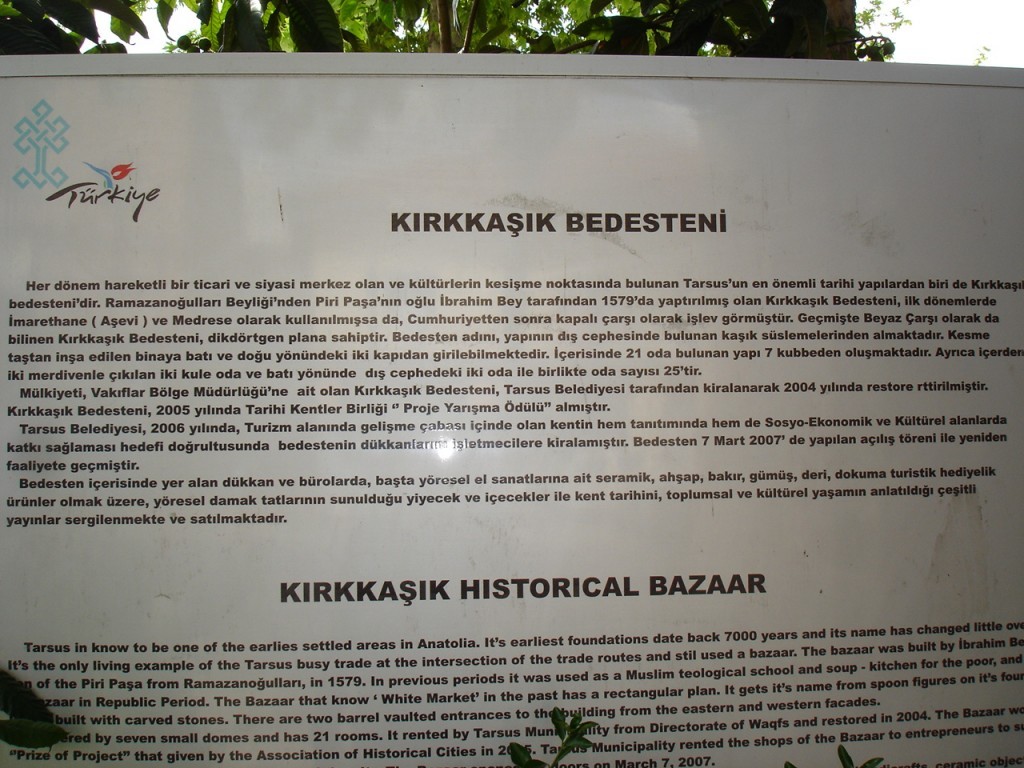 Türkiye
KIRKKAŞIK BEDESTENİ
Her dönem hareketli bir ticari ve siyasi merkez olan ve kültürlerin kesişme noktasında bulunan Tarsus'un en önemli tarihi yapılardan biri de Kırkkaşık
bedesteni'dir. Ramazanoğulları Beyliği'nden Piri Paşa'nın oğlu İbrahim Bey tarafından 1579'da yaptırılmış olan Kırkkaşık Bedesteni, ilk dönemlerde
İmarethane ( Aşevi ) ve Medrese olarak kullanılmışsa da, Cumhuriyetten sonra kapalı çarşı olarak işlev görmüştür. Geçmişte Beyaz Çarşı olarak da
bilinen Kırkkaşık Bedesteni, dikdörtgen plana sahiptir. Bedesten adını, yapının dış cephesinde bulunan kaşık süslemelerinden almaktadır. Kesme
taştan inşa edilen binaya batı ve doğu yönündeki iki kapıdan girilebilmektedir. İçerisinde 21 oda bulunan yapı 7 kubbeden oluşmaktadır. Ayrıca içerden
iki merdivenle çıkılan iki kule oda ve batı yönünde dış cephedeki iki oda ile birlikte oda sayısı 25'tir.
Mülkiyeti, Vakıflar Bölge Müdürlüğü'ne ait olan Kırkkaşık Bedesteni, Tarsus Belediyesi tarafından kiralanarak 2004 yılında restore rttirilmiştir.
Kırkkaşık Bedesteni, 2005 yılında Tarihi Kentler Birliği " Proje Yarışma Ödülü" almıştır.
Tarsus Belediyesi, 2006 yılında, Turizm alanında gelişme çabası içinde olan kentin hem tanıtımında hem de Sosyo-Ekonomik ve Kültürel alanlarda
katkı sağlaması hedefi doğrultusunda bedestenin dükkanlarını işletmecilere kiralamıştır. Bedesten 7 Mart 2007' de yapılan açılış töreni ile yeniden
faaliyete geçmiştir.
Bedesten içerisinde yer alan dükkan ve bürolarda, başta yöresel el sanatlarına ait seramik, ahşap, bakır, gümüş, deri, dokuma turistik hediyelik
ürünler olmak üzere, yöresel damak tatlarının sunulduğu yiyecek ve içecekler ile kent tarihini, toplumsal ve kültürel yaşamın anlatıldığı çeşitli
yayınlar sergilenmekte ve satılmaktadır.
KIRKKAŞIK HISTORICAL BAZAAR
Tarsus in know to be one of the earlies settled areas in Anatolia. It's earliest foundations date back 7000 years and its name has changed little
It's the only living example of the Tarsus busy trade at the intersection of the trade routes and stil used a bazaar. The bazaar was built by İbrahim
of the Piri Paşa from Ramazanoğulları, in 1579. In previous periods it was used as a Muslim teological school and soup - kitchen for the poor, and
in Republic Period. The Bazaar that know ' White Market' in the past has a rectangular plan. It gets it's name from spoon figures on it's
built with carved stones. There are two barrel vaulted entrances to the building from the eastern and western facades.
by seven small domes and has 21 rooms. It rented by Tarsus Municipality from Directorate of Waqfs and restored in 2004. The Bazaar
"Prize of Project" that given by the Association of Historical Cities in Tarsus Municipality rented the shops of the Bazaar to entrepreneurs to
on March 7, 2007. ceramic